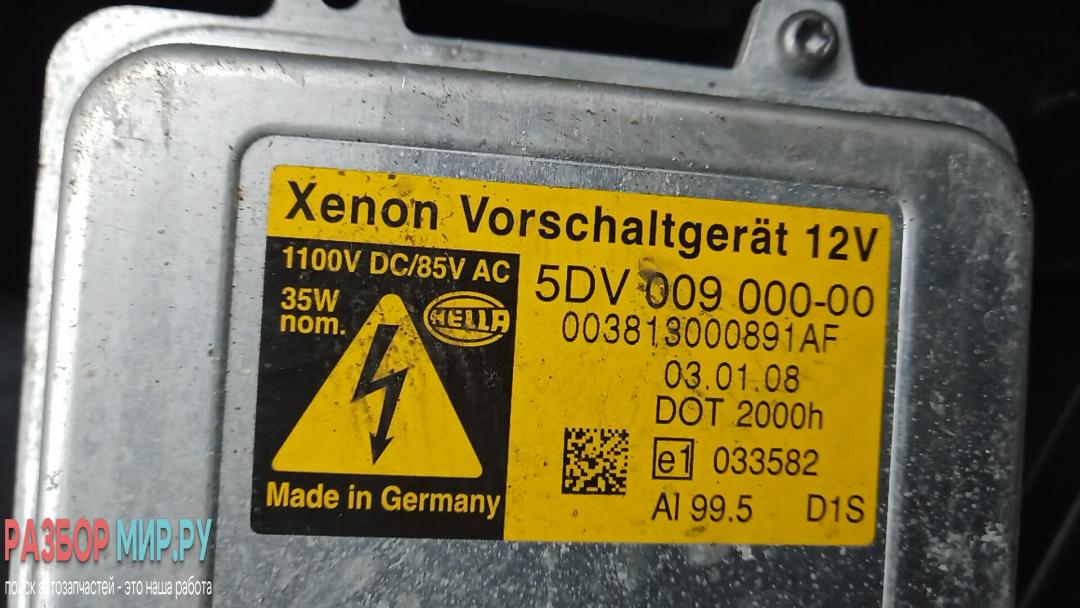 Xenon Vorschaltgerät 12V
1100V DC/85V AC
35W
nom.
HELLA
5DV 009 000-00
003813000891AF
03.01.08
DOT 2000h
e1 033582
Al 99.5 D1S
Made in Germany
РАЗБОР МИР.РУ
поиск автозапчастей - это наша работа